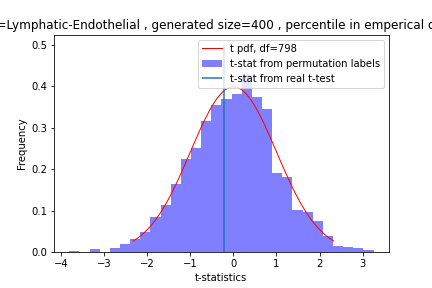 =Lymphatic-Endothelial , generated size=400 , percentile in emperical
t pdf, df=798
t-stat from permutation labels
t-stat from real t-test
Frequency
0.5
0.4
0.3
0.2
0.1
0.0
−4 −3 −2 −1 0 1 2 3
t-statistics